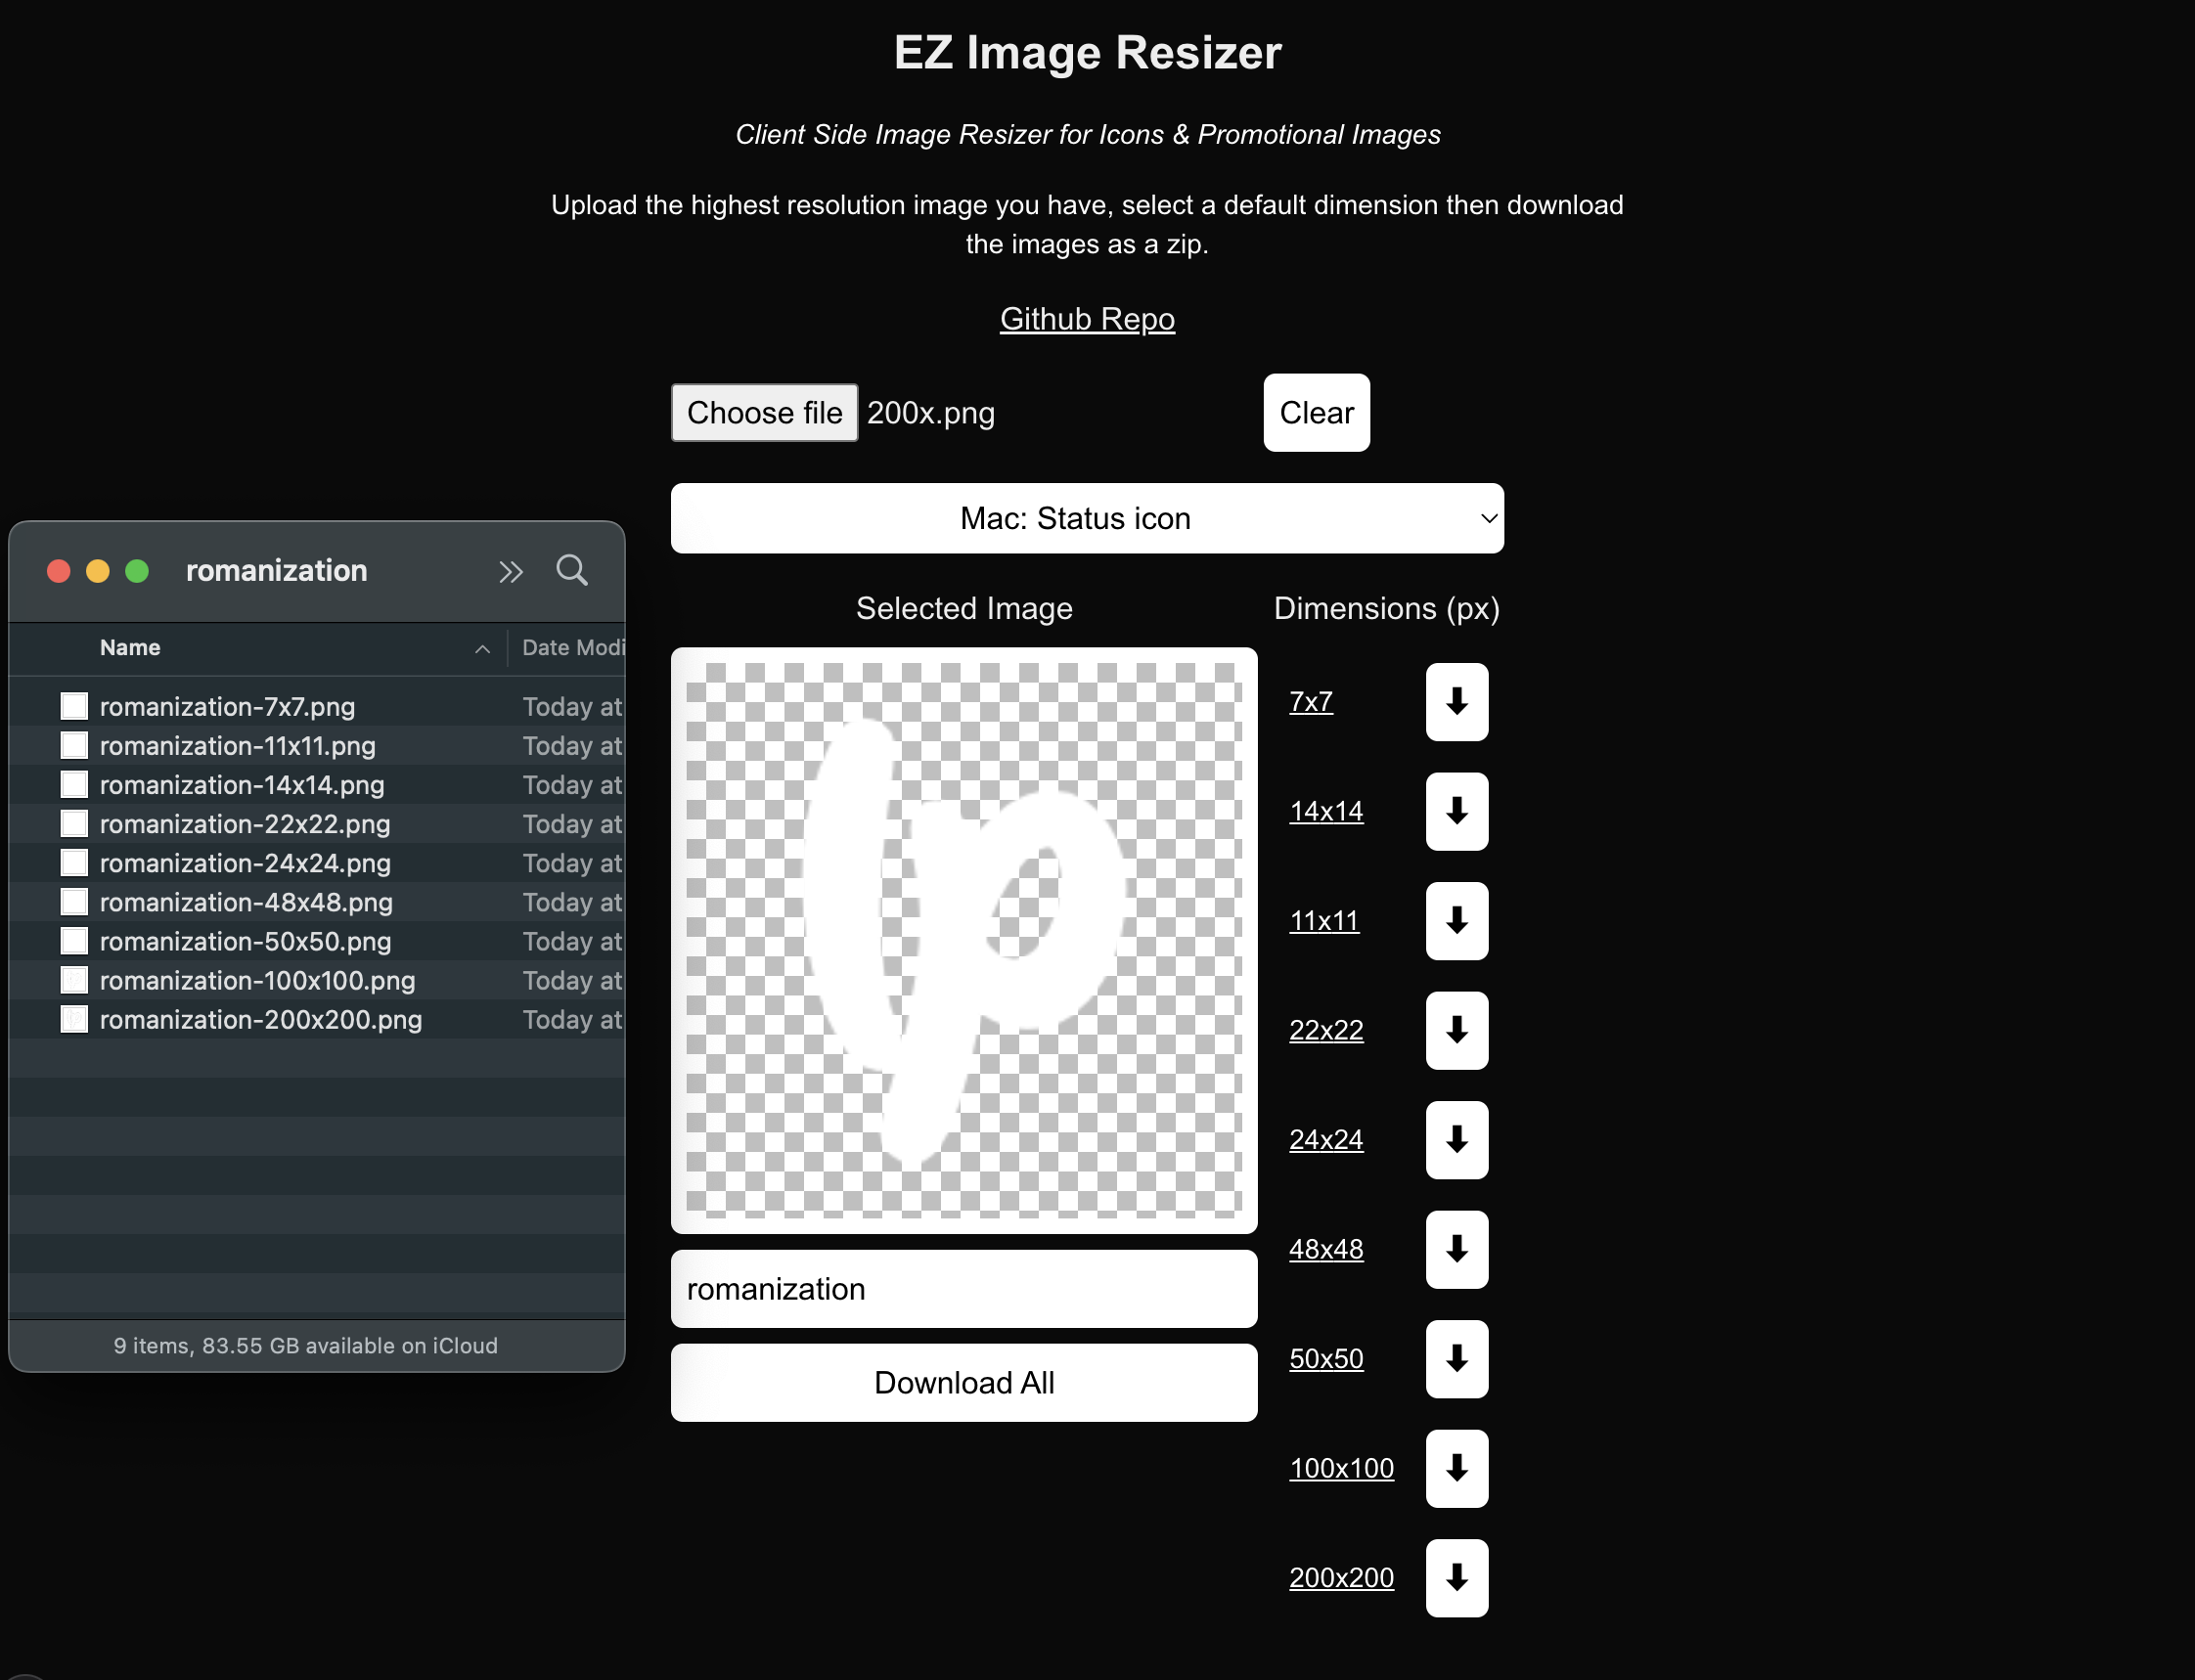 EZ Image Resizer
Client Side Image Resizer for Icons & Promotional Images
Upload the highest resolution image you have, select a default dimension then download
the images as a zip.
Github Repo
Choose file 200x.png
Clear
Mac: Status icon
Selected Image
Dimensions (px)
7x7
14x14
11x11
22x22
24x24
48x48
50x50
100x100
200x200
romanization
Download All
romanization
Name
Date Modi
romanization-7x7.png Today at
romanization-11x11.png Today at
romanization-14x14.png Today at
romanization-22x22.png Today at
romanization-24x24.png Today at
romanization-48x48.png Today at
romanization-50x50.png Today at
romanization-100x100.png Today at
romanization-200x200.png Today at
9 items, 83.55 GB available on iCloud